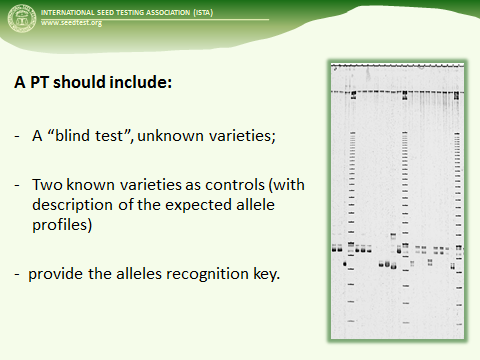 INTERNATIONAL SEED TESTING ASSOCIATION (ISTA)
www.seedtest.org
A PT should include:
- A “blind test”, unknown varieties;
- Two known varieties as controls (with
description of the expected allele
profiles)
- provide the alleles recognition key.